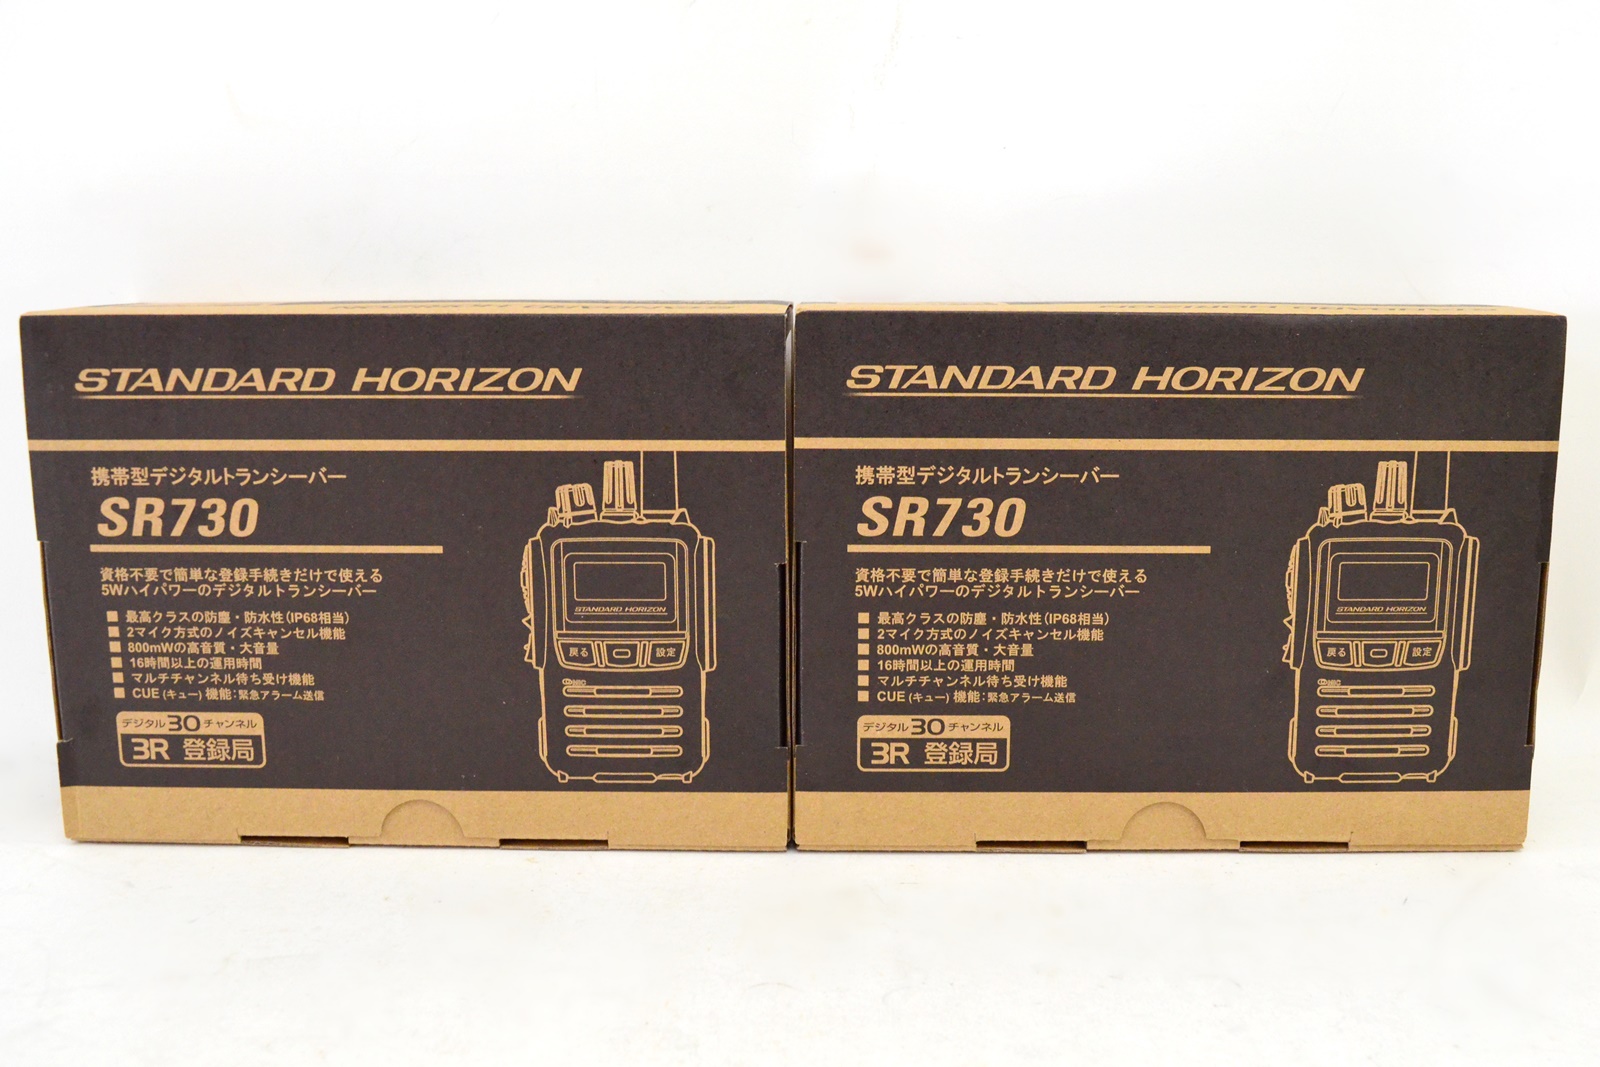 STANDARD HORIZON
携帯型デジタルトランシーバー
SR730
資格不要で簡単な登録手続きだけで使える
5Wハイパワーのデジタルトランシーバー
■ 最高クラスの防塵・防水性(IP68相当)
■ 2マイク方式のノイズキャンセル機能
■ 800mWの高音質・大音量
■ 16時間以上の運用時間
■ マルチチャンネル待ち受け機能
■ CUE (キュー) 機能:緊急アラーム送信
デジタル30チャンネル
3R 登録局
STANDARD HORIZON
戻る 設定
STANDARD HORIZON
携帯型デジタルトランシーバー
SR730
資格不要で簡単な登録手続きだけで使える
5Wハイパワーのデジタルトランシーバー
■ 最高クラスの防塵・防水性(IP68相当)
■ 2マイク方式のノイズキャンセル機能
■ 800mWの高音質・大音量
■ 16時間以上の運用時間
■ マルチチャンネル待ち受け機能
■ CUE (キュー) 機能:緊急アラーム送信
デジタル30チャンネル
3R 登録局
STANDARD HORIZON
戻る 設定